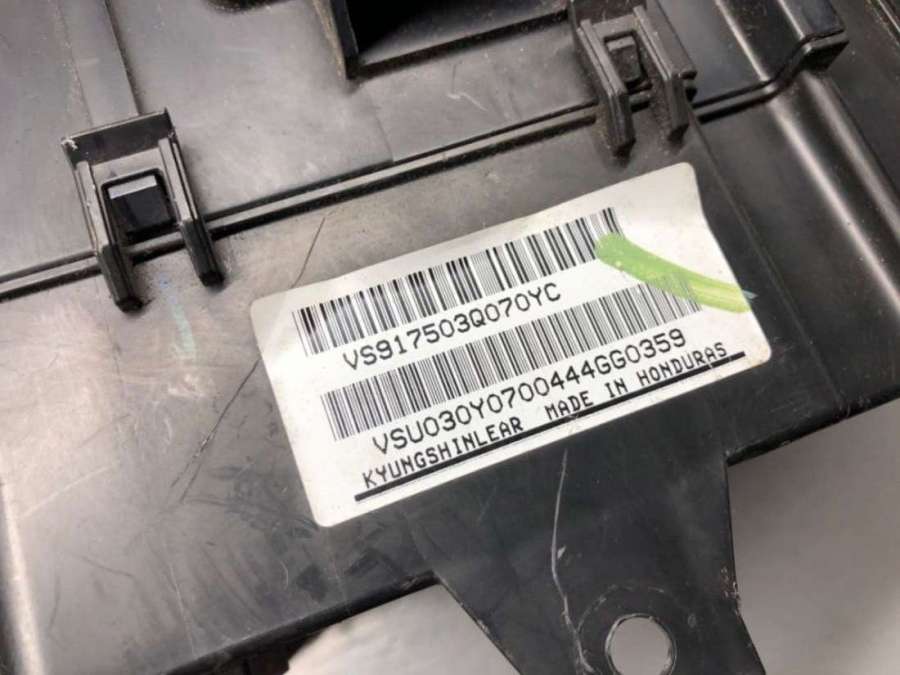 VS917503Q070YC
VSU030Y0700444GG0359
KYUNGSHINLEAR MADE IN HONDURAS